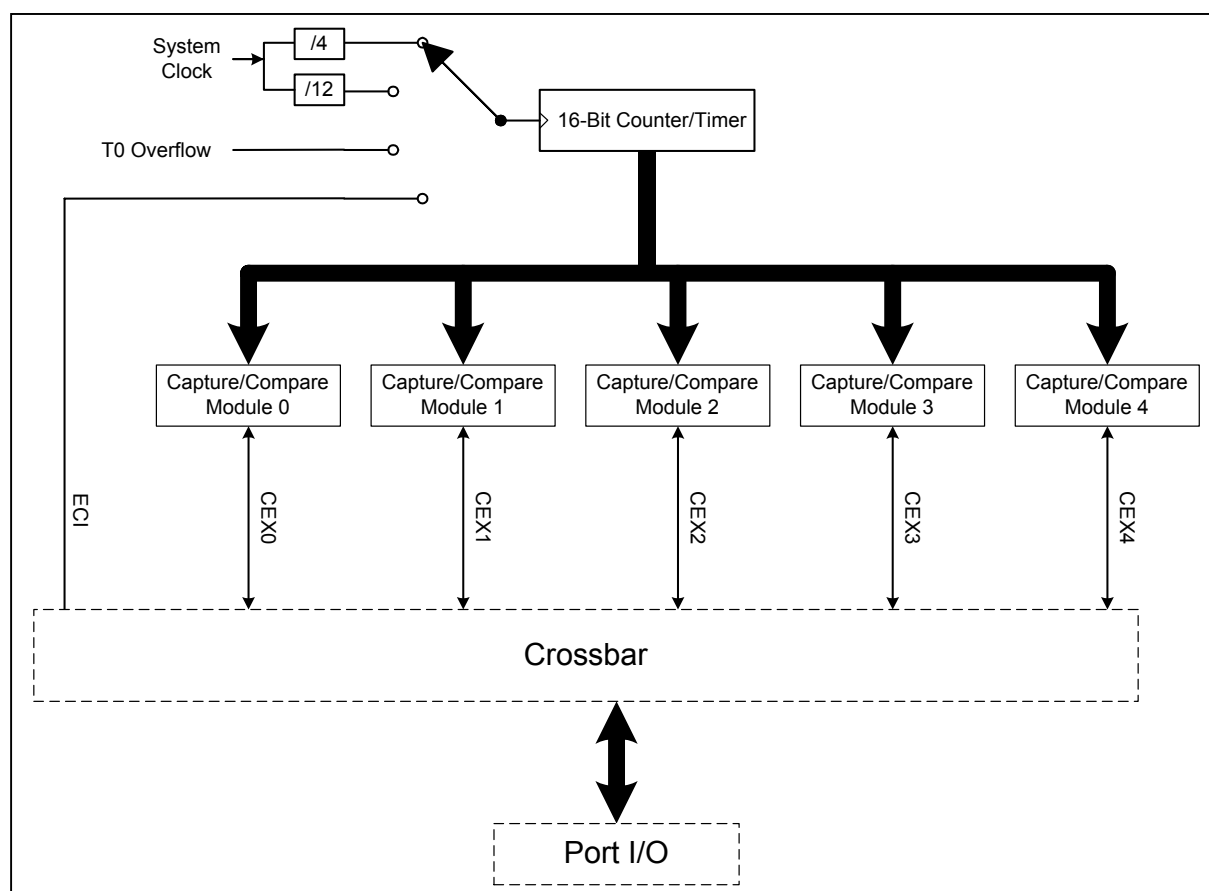 System
Clock
/4
/12
16-Bit Counter/Timer
T0 Overflow
Capture/Compare
Module 0
Capture/Compare
Module 1
Capture/Compare
Module 2
Capture/Compare
Module 3
Capture/Compare
Module 4
ECI
CEX0
CEX1
CEX2
CEX3
CEX4
Crossbar
Port I/O